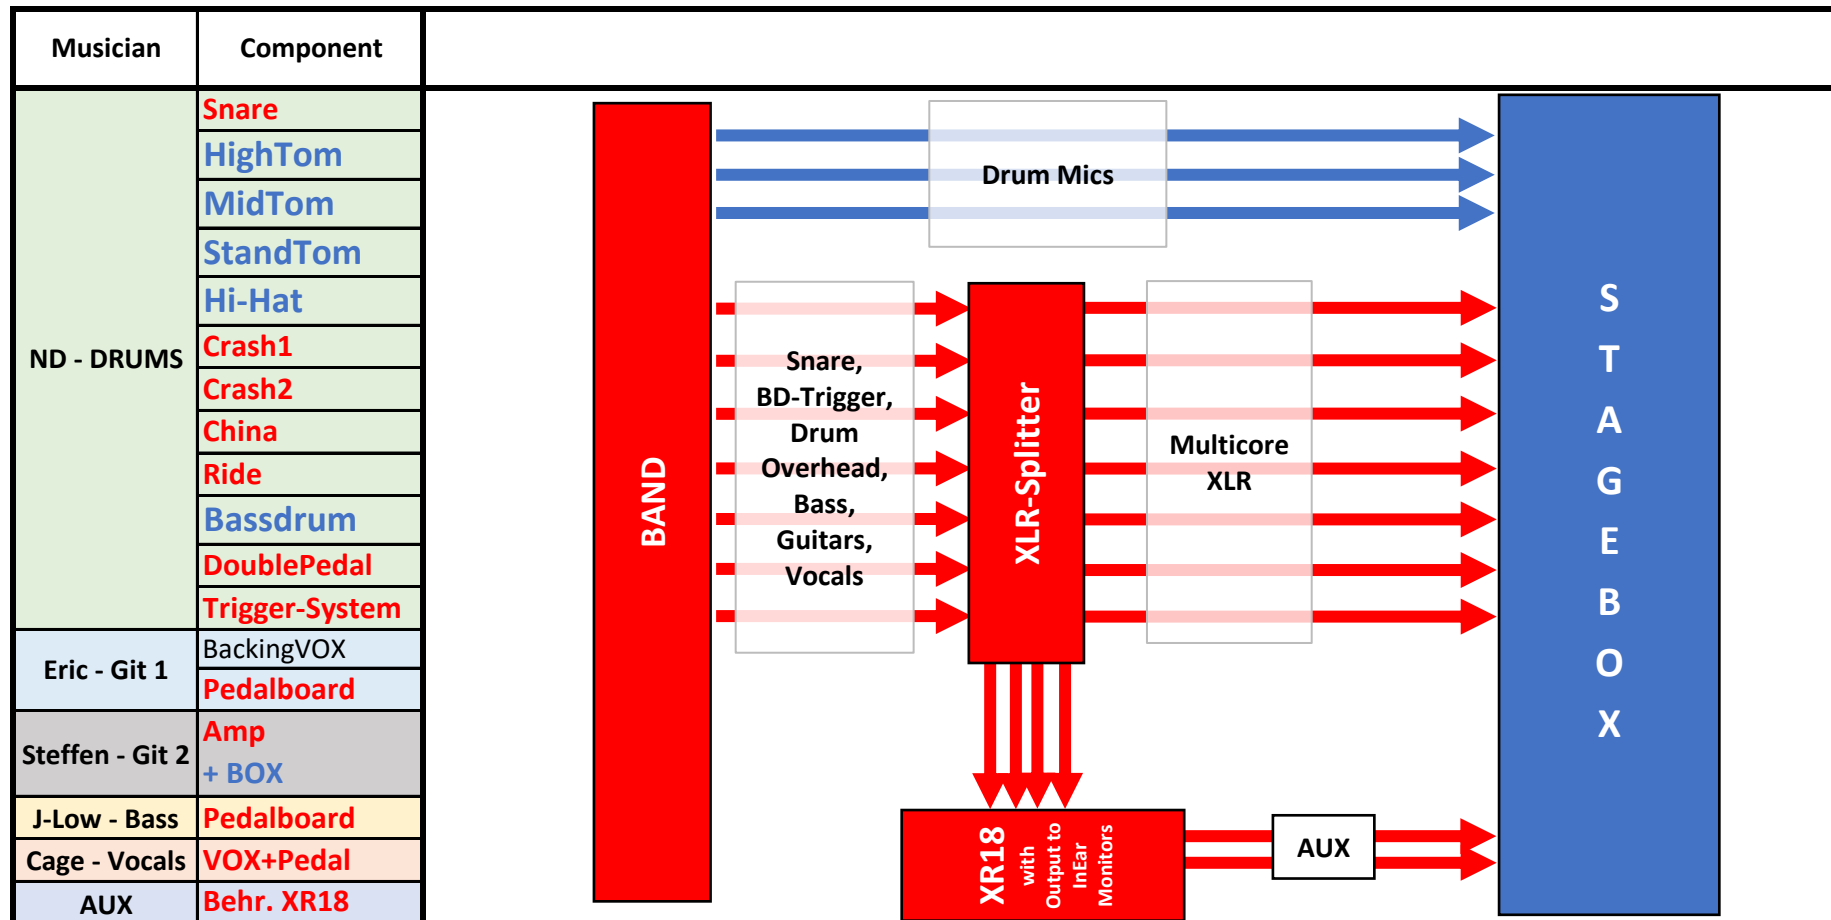 Musician Component
ND - DRUMS
Snare
HighTom
MidTom
StandTom
Hi-Hat
Crash1
Crash2
China
Ride
Bassdrum
DoublePedal
Trigger-System
Eric - Git 1
BackingVOX
Pedalboard
Steffen - Git 2
Amp
+ BOX
J-Low - Bass Pedalboard
Cage - Vocals VOX+Pedal
AUX Behr. XR18
BAND
Drum Mics
Snare,
BD-Trigger,
Drum
Overhead,
Bass,
Guitars,
Vocals
XLR-Splitter
Multicore
XLR
XR18
with
Output to
InEar
Monitors
AUX
S
T
A
G
E
B
O
X